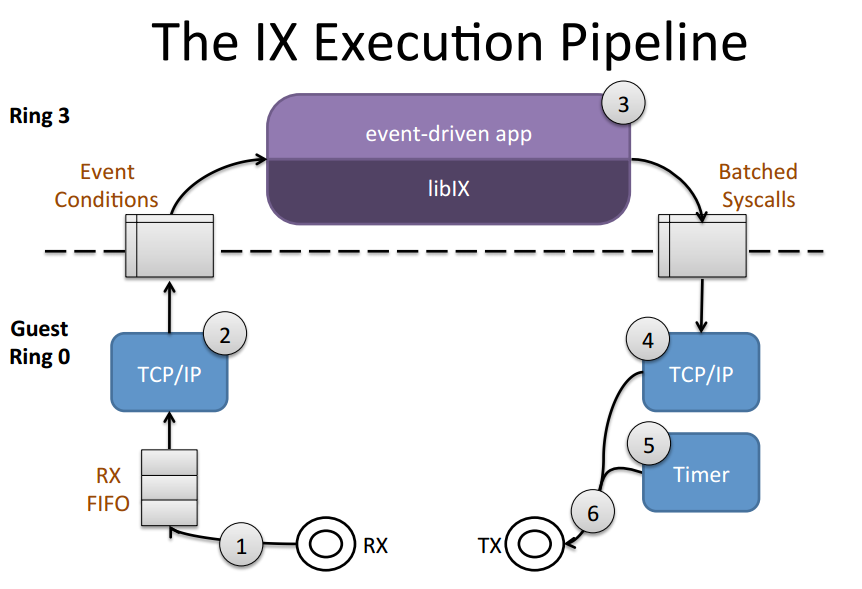 The IX Execution Pipeline
Ring 3
3
event-driven app
libIX
Event
Conditions
Batched
Syscalls
Guest
Ring 0
2
TCP/IP
4
TCP/IP
5
Timer
RX
FIFO
1
RX
TX
6